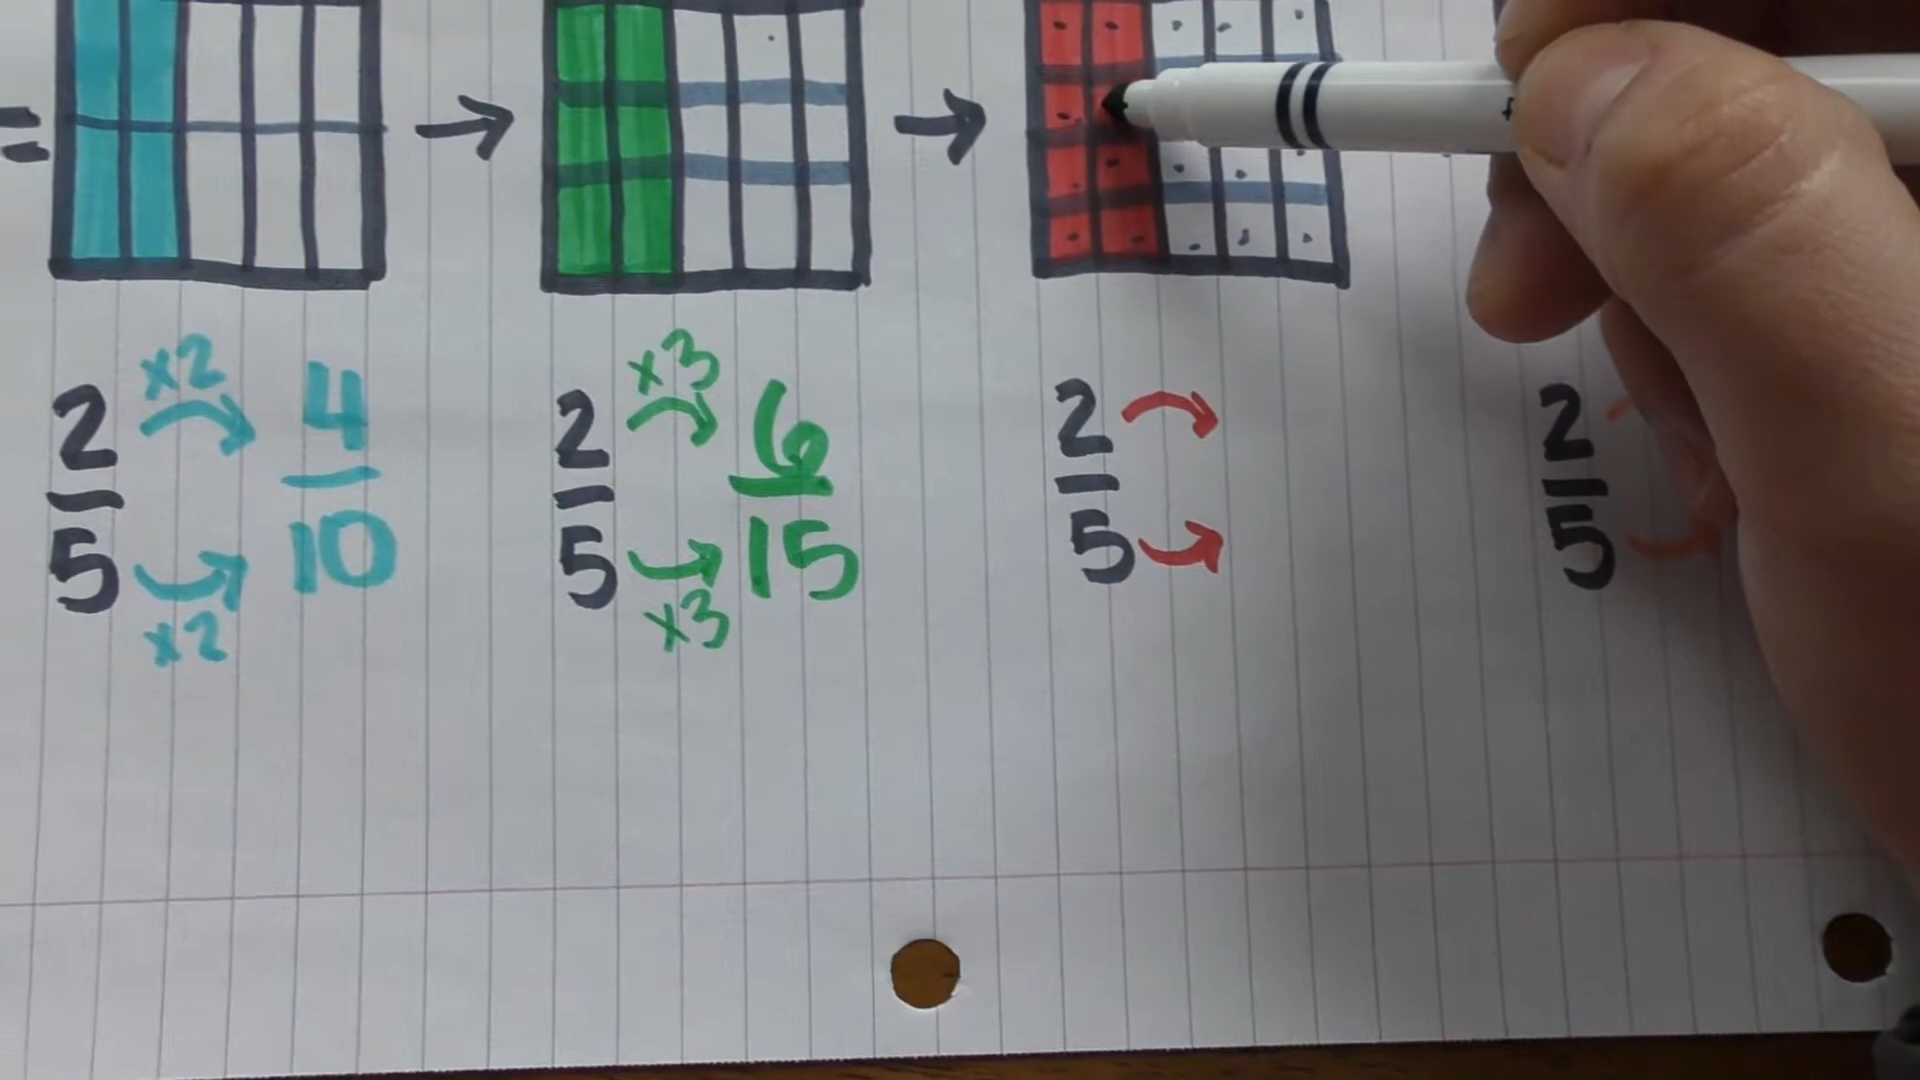 =
→ →
x2 x3
2 4 2 6 2 2
5 10 5 15 5 5
x2 x3